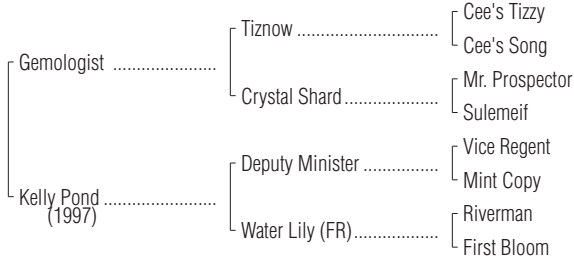 Cee's Tizzy
Tiznow ..............................
Cee's Song
Gemologist ......................
Mr. Prospector
Crystal Shard....................
Sulemeif
Vice Regent
Deputy Minister ................
Mint Copy
Kelly Pond ........................
(1997)
Riverman
Water Lily (FR)..................
First Bloom